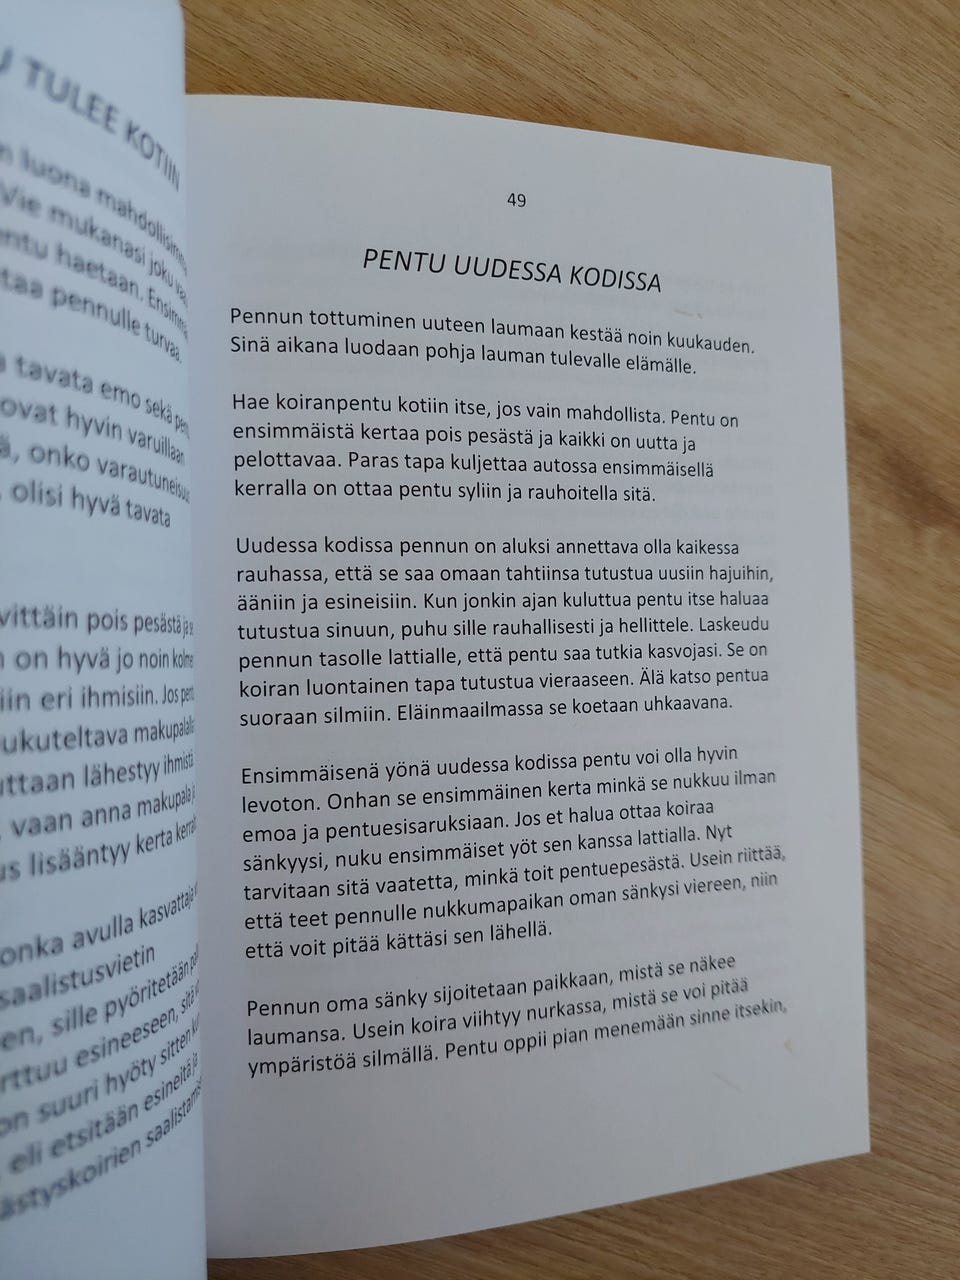 TULEE KOTIIN
luona mahdollisimma
Vie mukanasi joku
haetaan. Ensimmä
pennulle turvaa.
tavata emo sekä
ovat hyvin varuillaan
onko varautuneisuus
olisi hyvä tavata
pois pesästä ja
on hyvä jo noin kolme
eri ihmisiin. Jos
makupalalla
lähestyy ihmistä
vaan anna makupala
lisääntyy kerta
avulla kasvattaja
saalistusvietin
sille pyöritetään
esineeseen, sitä
suuri hyöty sitten
eli etsitään esineitä ja
49
PENTU UUDESSA KODISSA
Pennun tottuminen uuteen laumaan kestää noin kuukauden.
Sinä aikana luodaan pohja lauman tulevalle elämälle.
Hae koiranpentu kotiin itse, jos vain mahdollista. Pentu on
ensimmäistä kertaa pois pesästä ja kaikki on uutta ja
pelottavaa. Paras tapa kuljettaa autossa ensimmäisellä
kerralla on ottaa pentu syliin ja rauhoitella sitä.
Uudessa kodissa pennun on aluksi annettava olla kaikessa
rauhassa, että se saa omaan tahtiinsa tutustua uusiin hajuihin,
ääniin ja esineisiin. Kun jonkin ajan kuluttua pentu itse haluaa
tutustua sinuun, puhu sille rauhallisesti ja hellittele. Laskeudu
pennun tasolle lattialle, että pentu saa tutkia kasvojasi. Se on
koiran luontainen tapa tutustua vieraaseen. Älä katso pentua
suoraan silmiin. Eläinmaailmassa se koetaan uhkaavana.
Ensimmäisenä yönä uudessa kodissa pentu voi olla hyvin
levoton. Onhan se ensimmäinen kerta minkä se nukkuu ilman
emoa ja pentuesisaruksiaan. Jos et halua ottaa koiraa
sänkyysi, nuku ensimmäiset yöt sen kanssa lattialla. Nyt
tarvitaan sitä vaatetta, minkä toit pentuepesästä. Usein riittää,
että teet pennulle nukkumapaikan oman sänkysi viereen, niin
että voit pitää kättäsi sen lähellä.
Pennun oma sänky sijoitetaan paikkaan, mistä se näkee
laumansa. Usein koira viihtyy nurkassa, mistä se voi pitää
ympäristöä silmällä. Pentu oppii pian menemään sinne itsekin,